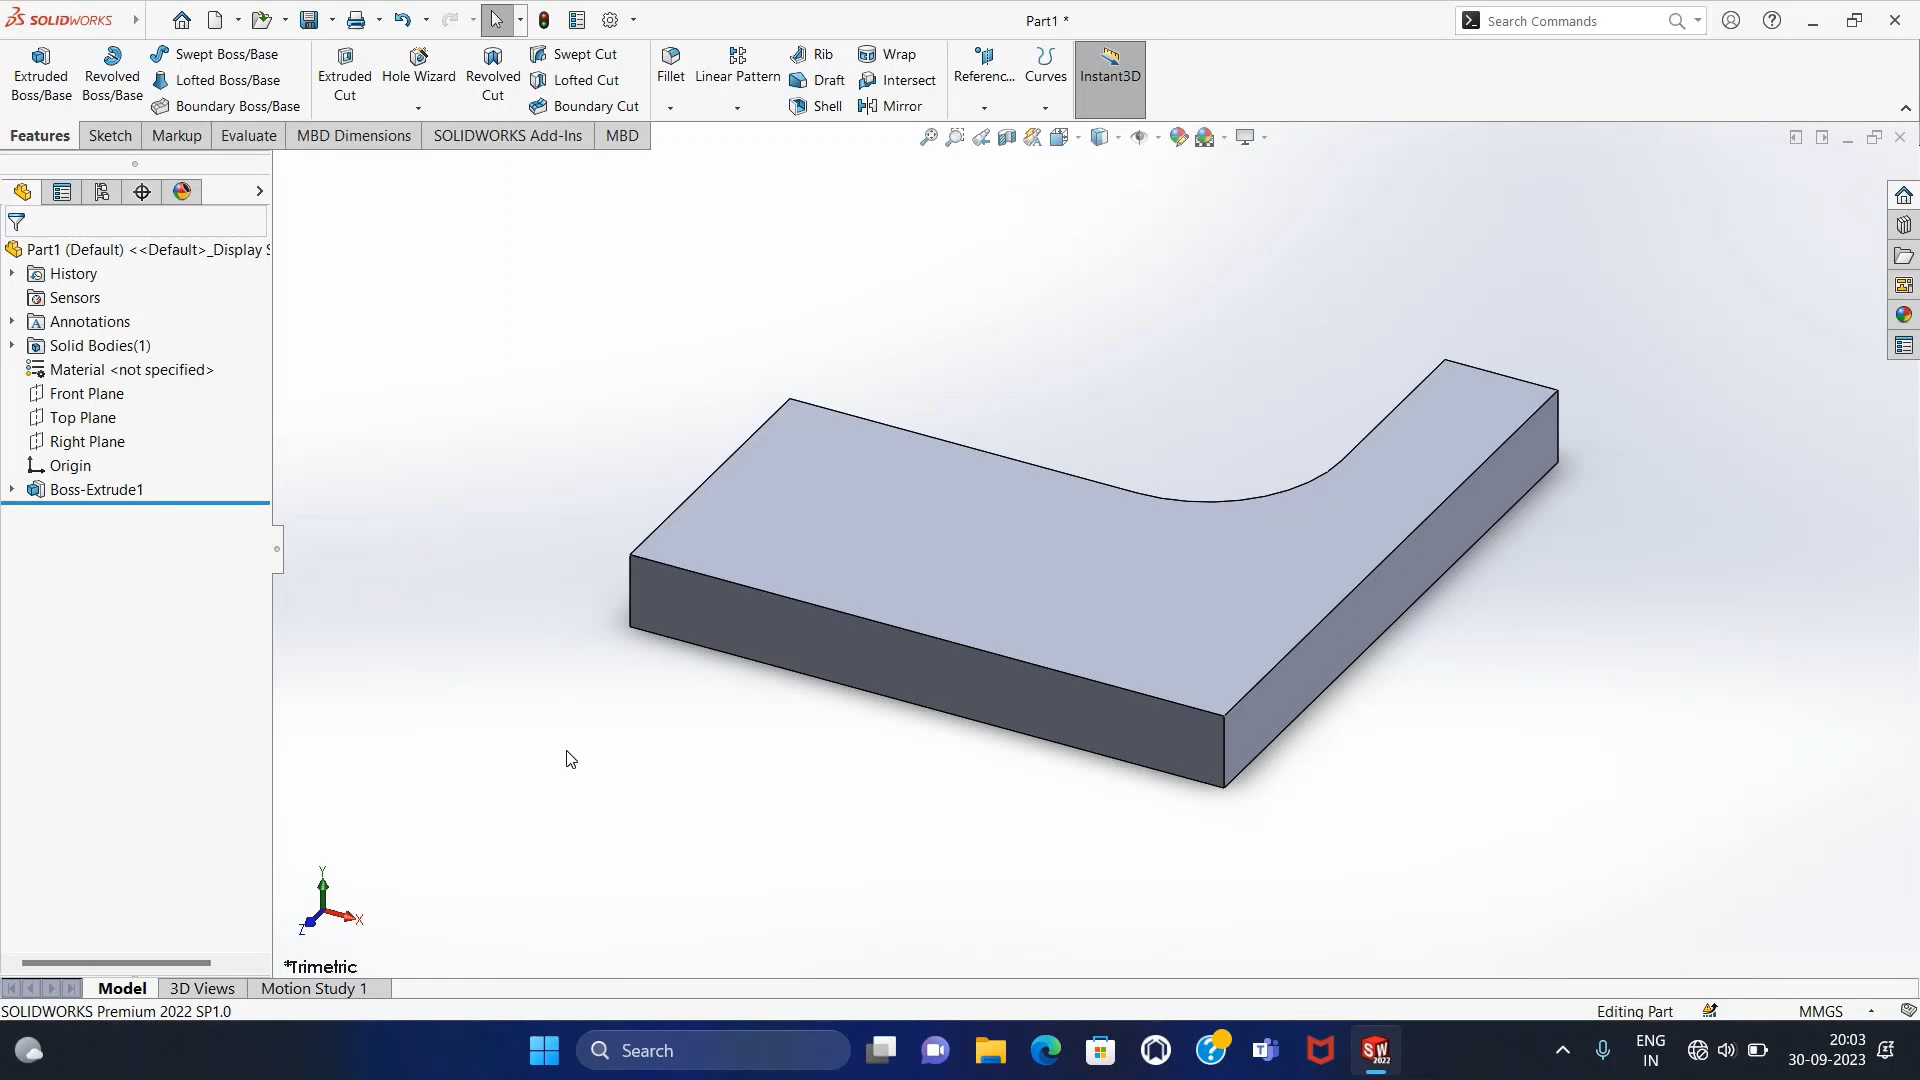 SOLIDWORKS
Part1 *
Search Commands
Extruded Boss/Base
Revolved Boss/Base
Swept Boss/Base
Lofted Boss/Base
Boundary Boss/Base
Extruded Cut
Hole Wizard
Revolved Cut
Swept Cut
Lofted Cut
Boundary Cut
Fillet
Linear Pattern
Rib
Draft
Shell
Wrap
Intersect
Mirror
Referenc...
Curves
Instant3D
Features
Sketch
Markup
Evaluate
MBD Dimensions
SOLIDWORKS Add-Ins
MBD
Part1 (Default) <<Default>_Display S
History
Sensors
Annotations
Solid Bodies(1)
Material <not specified>
Front Plane
Top Plane
Right Plane
Origin
Boss-Extrude1
Y
X
Z
*Trimetric
Model
3D Views
Motion Study 1
SOLIDWORKS Premium 2022 SP1.0
Editing Part
MMGS
Search
SW
2022
ENG
IN
20:03
30-09-2023